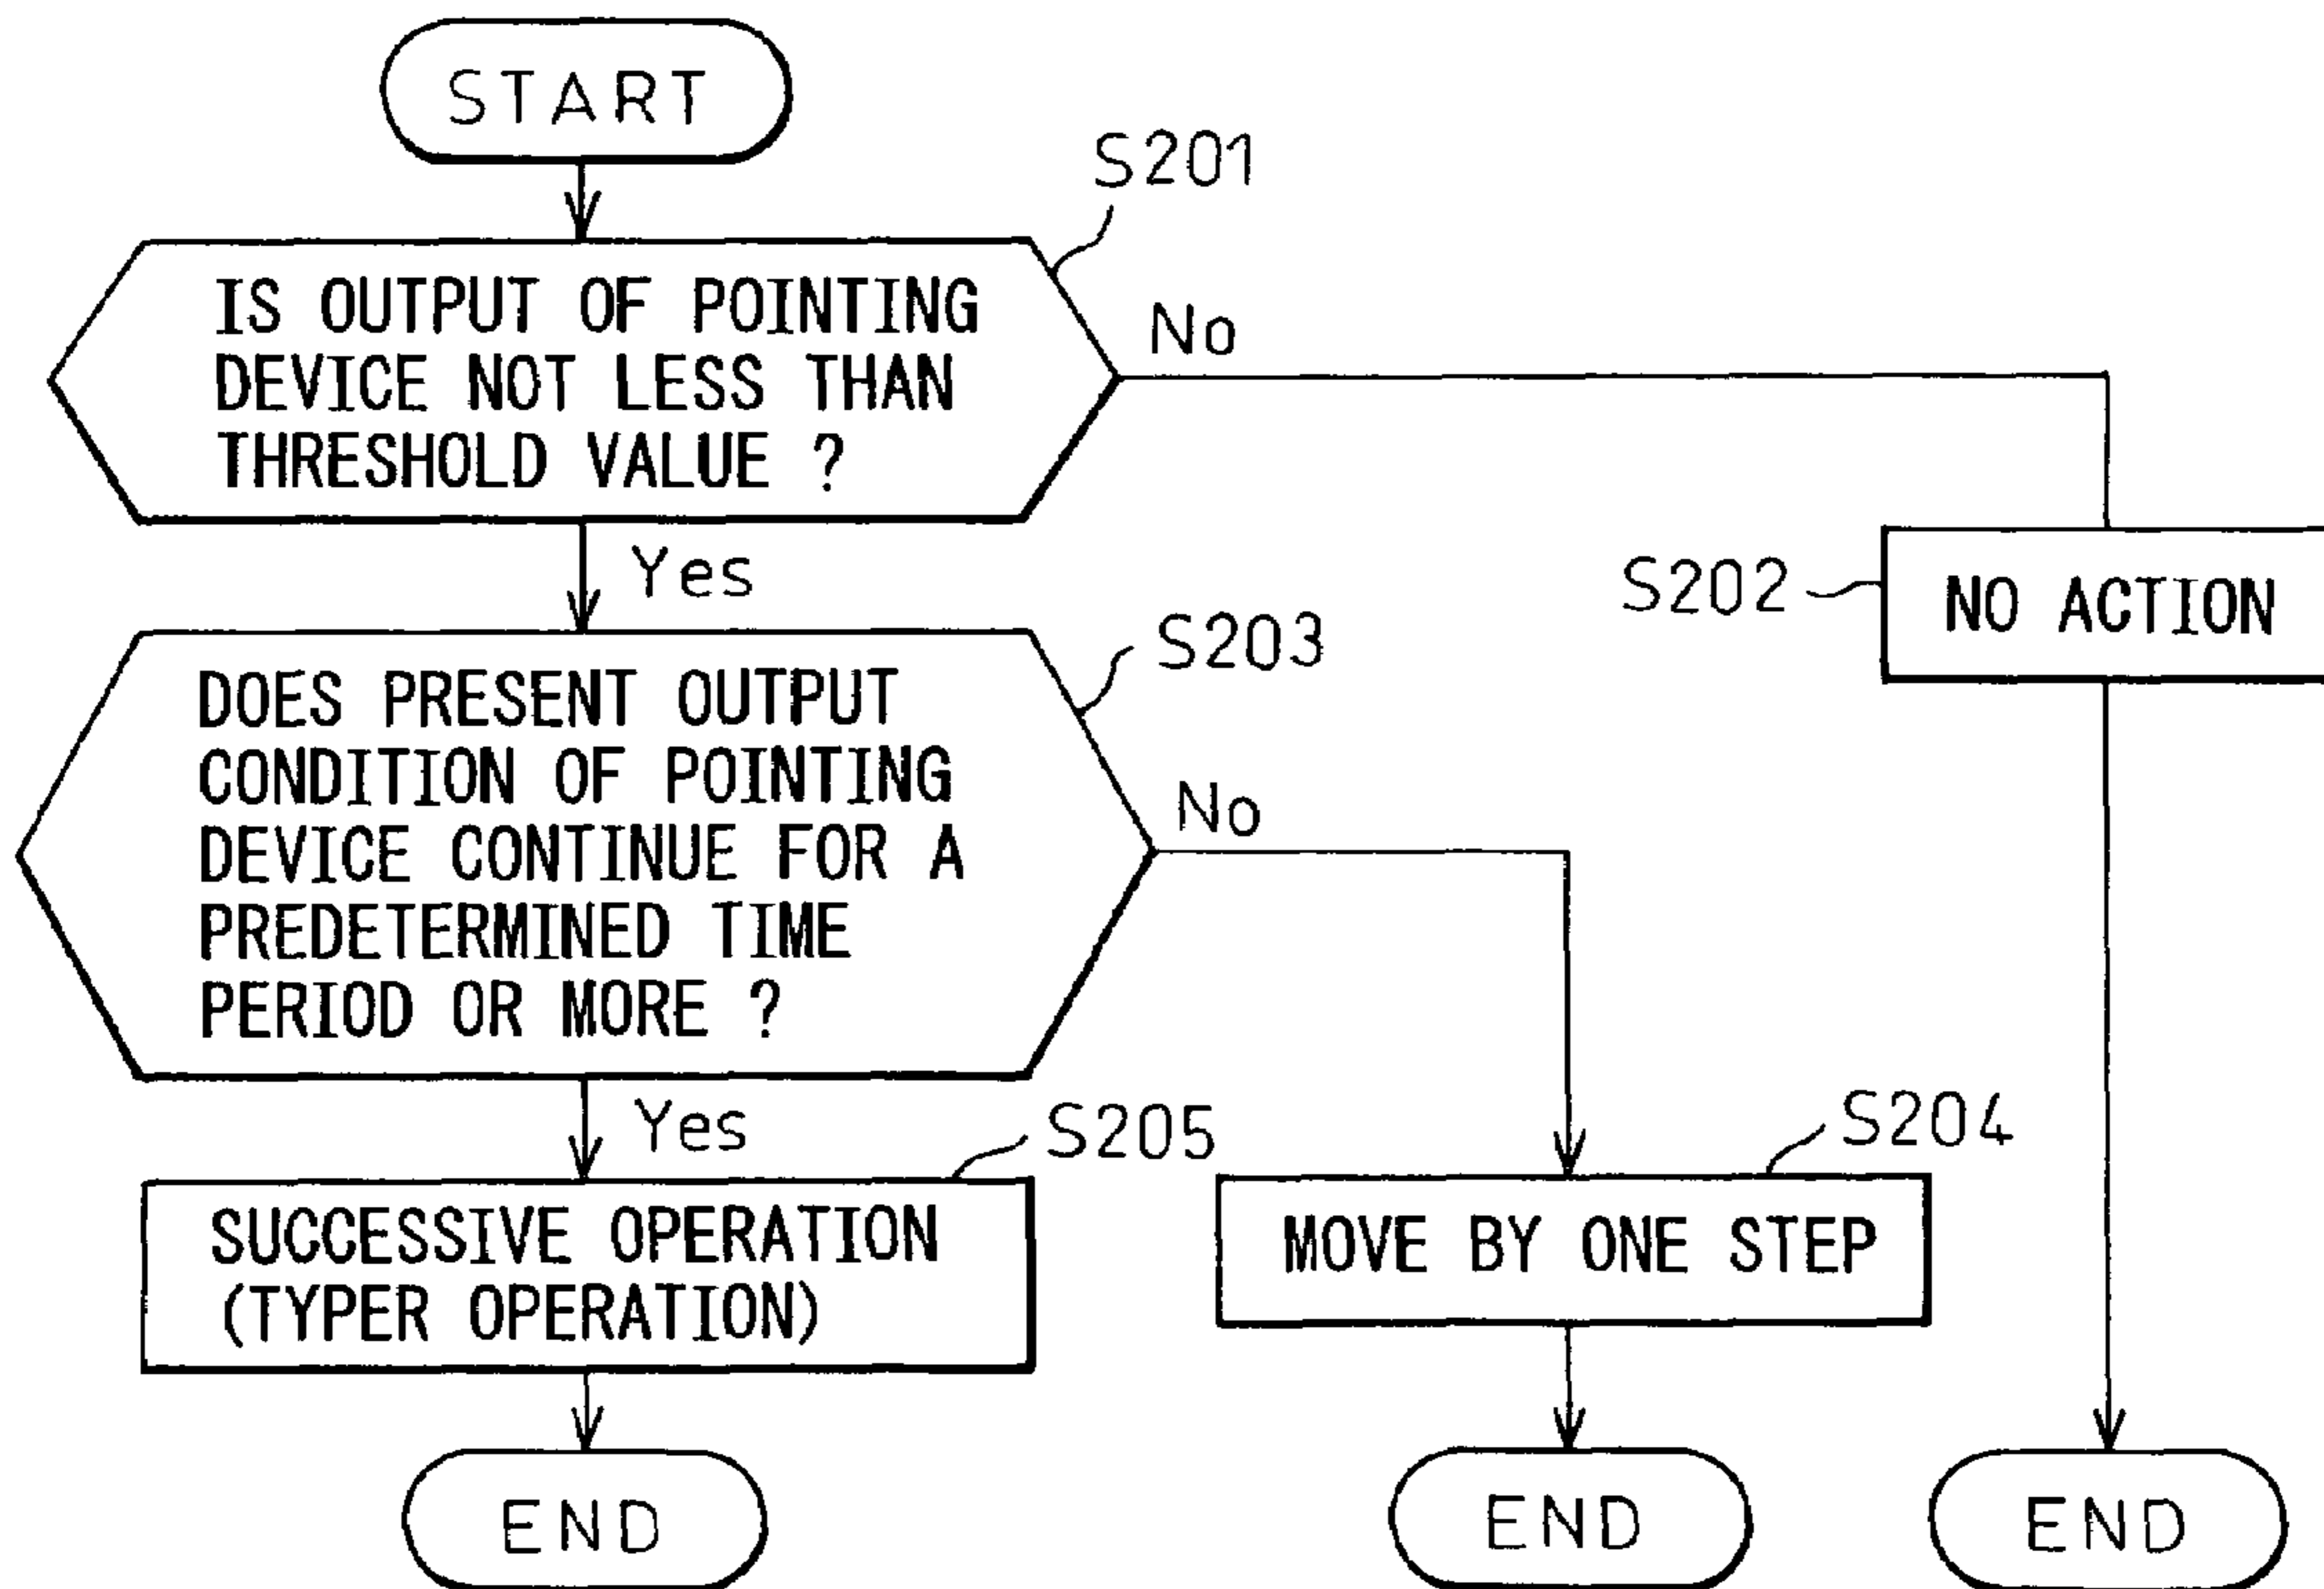 START
S201
IS OUTPUT OF POINTING
DEVICE NOT LESS THAN
THRESHOLD VALUE ?
No
Yes
S202
NO ACTION
S203
DOES PRESENT OUTPUT
CONDITION OF POINTING
DEVICE CONTINUE FOR A
PREDETERMINED TIME
PERIOD OR MORE ?
No
Yes
S205
SUCCESSIVE OPERATION
(TYPER OPERATION)
S204
MOVE BY ONE STEP
END
END
END